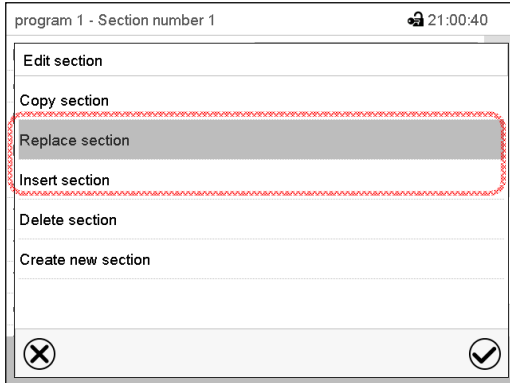 program 1 - Section number 1 21:00:40
Edit section
Copy section
Replace section
Insert section
Delete section
Create new section